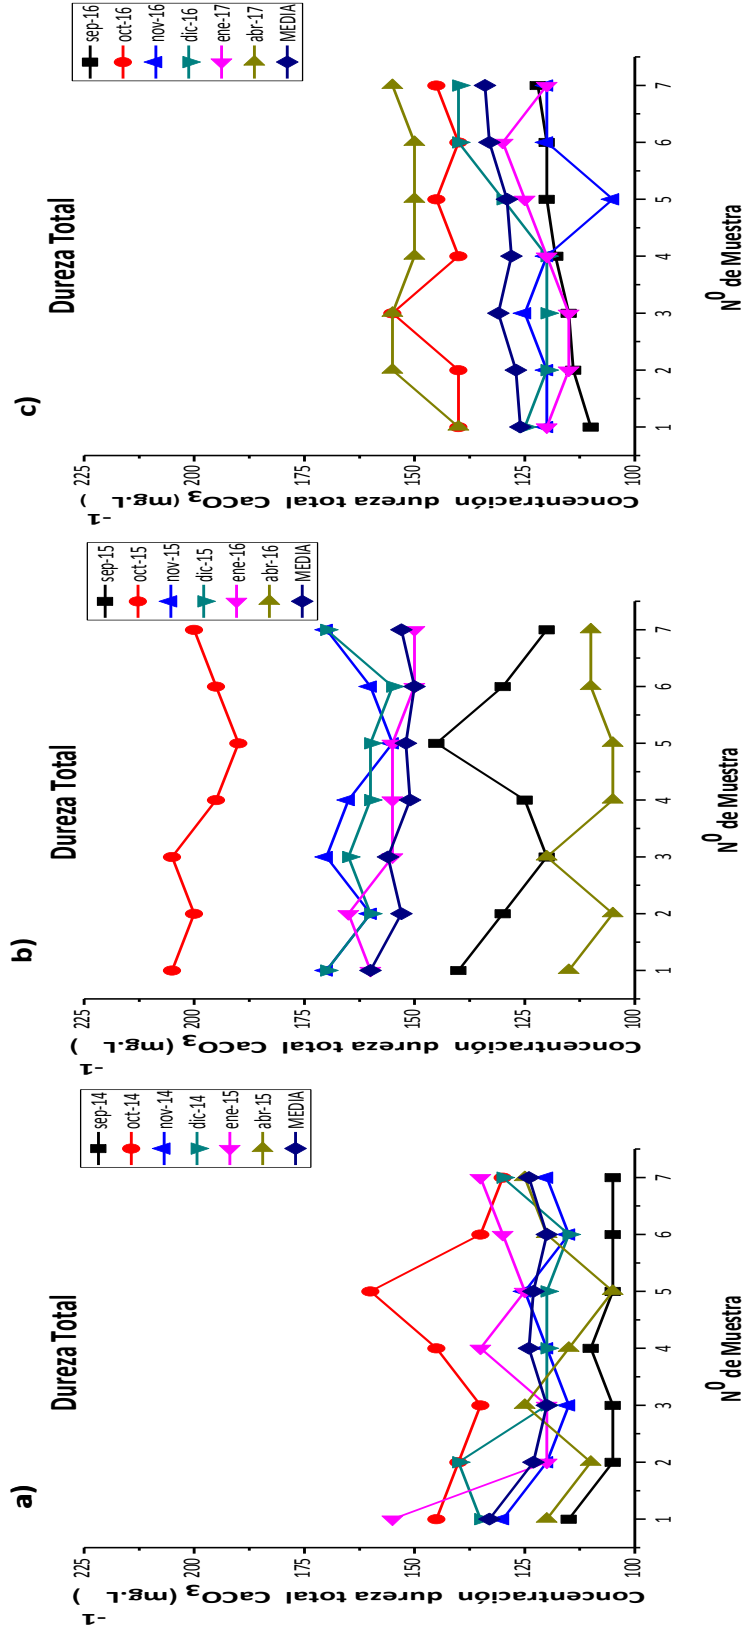 a)
Dureza Total
sep-14
oct-14
nov-14
dic-14
ene-15
abr-15
MEDIA
Concentración dureza total CaCO3 (mg.L-1)
225
200
175
150
125
100
1 2 3 4 5 6 7
N0 de Muestra
b)
Dureza Total
sep-15
oct-15
nov-15
dic-15
ene-16
abr-16
MEDIA
Concentración dureza total CaCO3 (mg.L-1)
225
200
175
150
125
100
1 2 3 4 5 6 7
N0 de Muestra
c)
Dureza Total
sep-16
oct-16
nov-16
dic-16
ene-17
abr-17
MEDIA
Concentración dureza total CaCO3 (mg.L-1)
225
200
175
150
125
100
1 2 3 4 5 6 7
N0 de Muestra